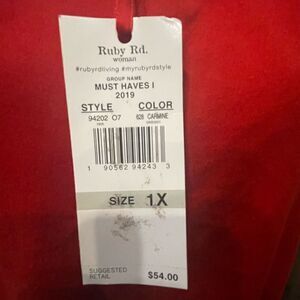 Ruby Rd.
woman
#rubyrdliving #myrubyrdstyle
GROUP NAME
MUST HAVES I
2019
STYLE COLOR
94202 O7 628 CARMINE
1 90562 94243 3
SIZE 1X
SUGGESTED
RETAIL $54.00